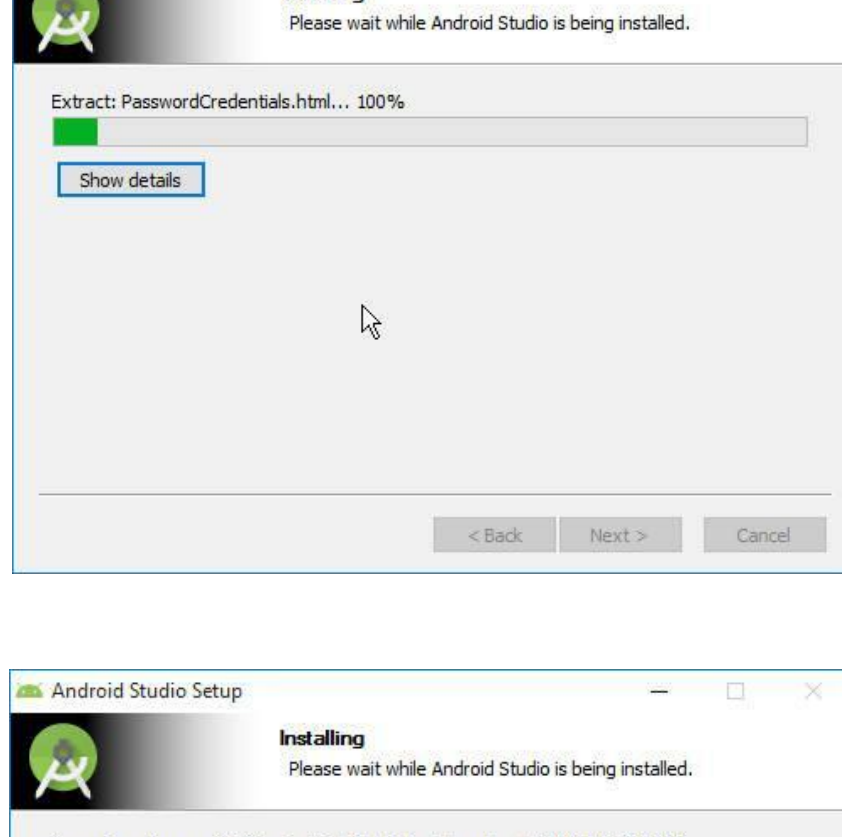 Please wait while Android Studio is being installed.
Extract: PasswordCredentials.html... 100%
Show details
< Back
Next >
Cancel
Android Studio Setup
Installing
Please wait while Android Studio is being installed.